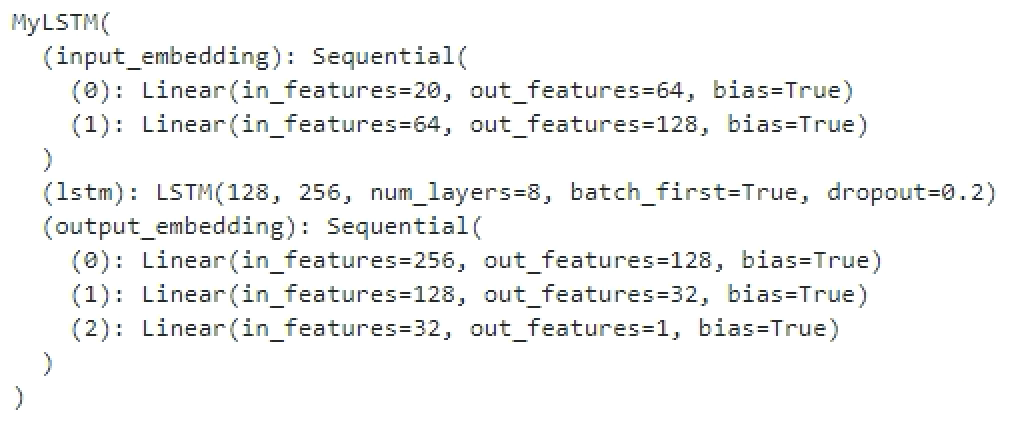 MyLSTM(
  (input_embedding): Sequential(
    (0): Linear(in_features=20, out_features=64, bias=True)
    (1): Linear(in_features=64, out_features=128, bias=True)
  )
  (lstm): LSTM(128, 256, num_layers=8, batch_first=True, dropout=0.2)
  (output_embedding): Sequential(
    (0): Linear(in_features=256, out_features=128, bias=True)
    (1): Linear(in_features=128, out_features=32, bias=True)
    (2): Linear(in_features=32, out_features=1, bias=True)
  )
)